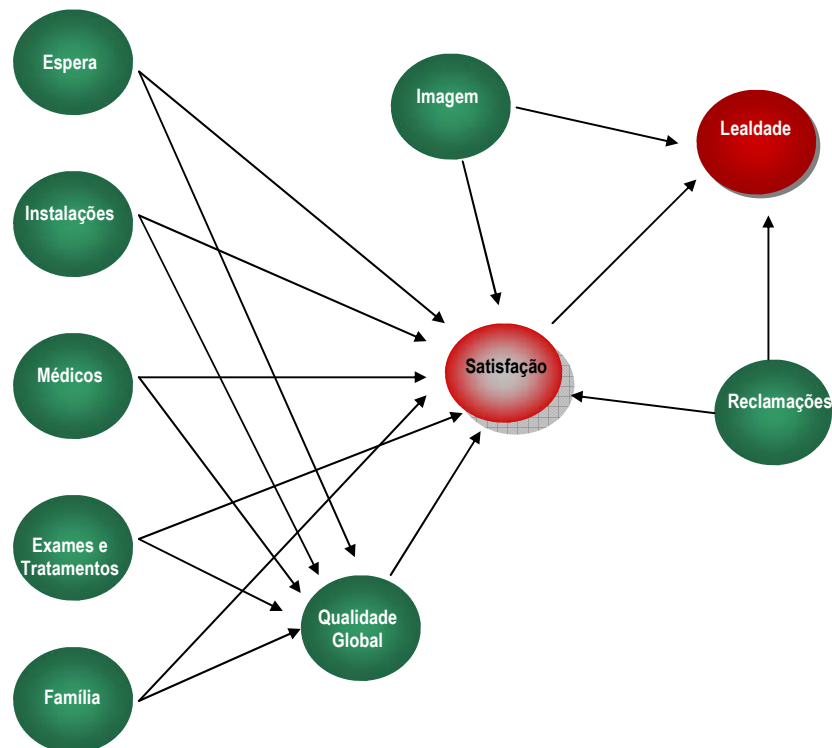 Espera
Imagem
Lealdade
Instalações
Médicos
Satisfação
Reclamações
Exames e
Tratamentos
Qualidade
Global
Família